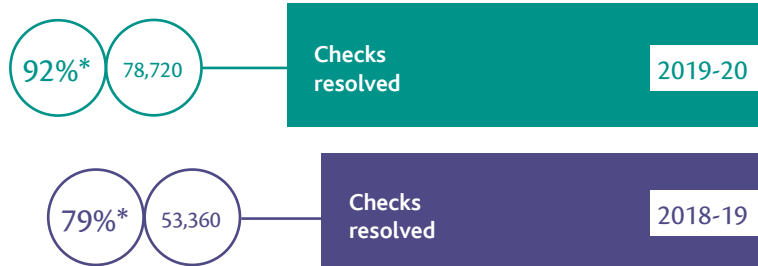 92%*
78,720
Checks
resolved
2019-20
79%*
53,360
Checks
resolved
2018-19